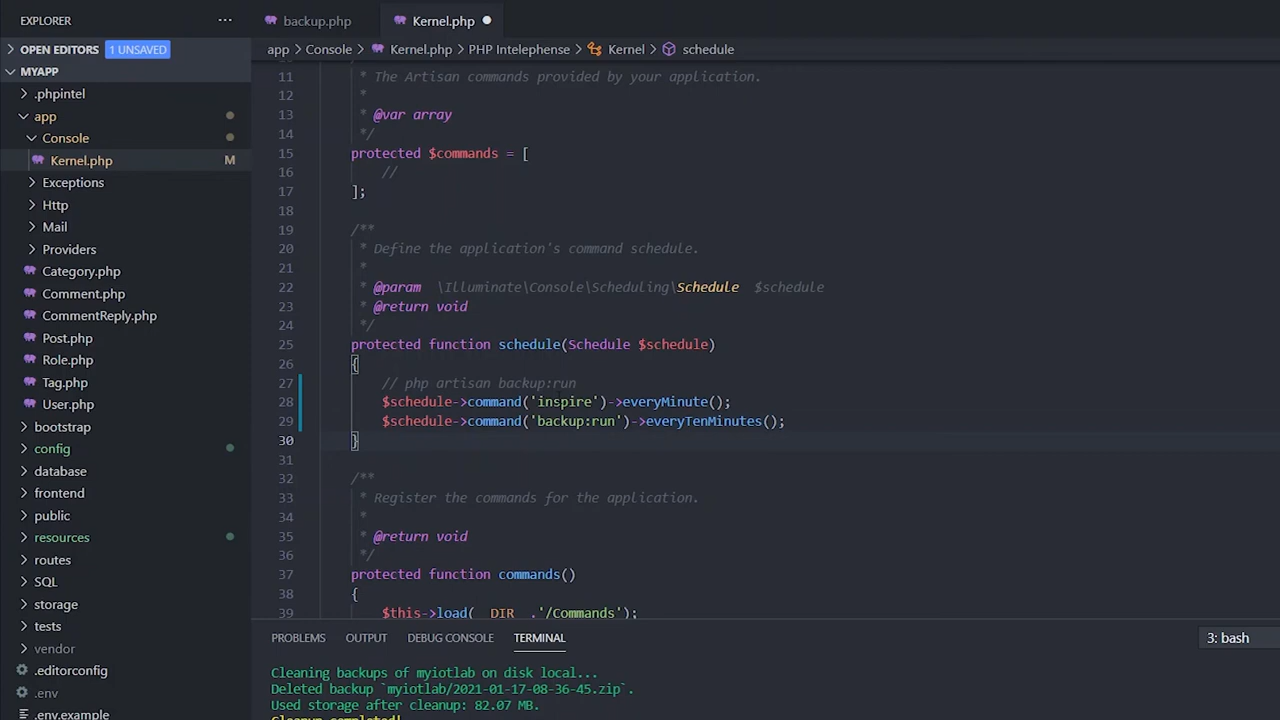 EXPLORER
...
OPEN EDITORS 1 UNSAVED
MYAPP
.phpintel
app
Console
Kernel.php M
Exceptions
Http
Mail
Providers
Category.php
Comment.php
CommentReply.php
Post.php
Role.php
Tag.php
User.php
bootstrap
config
database
frontend
public
resources
routes
SQL
storage
tests
vendor
.editorconfig
.env
.env.example
backup.php
Kernel.php
app > Console > Kernel.php > PHP Intelephense > Kernel > schedule
11 * The Artisan commands provided by your application.
12 *
13 * @var array
14 */
15 protected $commands = [
16 //
17 ];
18
19 /**
20 * Define the application's command schedule.
21 *
22 * @param \Illuminate\Console\Scheduling\Schedule $schedule
23 * @return void
24 */
25 protected function schedule(Schedule $schedule)
26 {
27 // php artisan backup:run
28 $schedule->command('inspire')->everyMinute();
29 $schedule->command('backup:run')->everyTenMinutes();
30 }
31
32 /**
33 * Register the commands for the application.
34 *
35 * @return void
36 */
37 protected function commands()
38 {
39 $this->load(__DIR__.'/Commands');
PROBLEMS OUTPUT DEBUG CONSOLE TERMINAL 3: bash
Cleaning backups of myiotlab on disk local...
Deleted backup `myiotlab/2021-01-17-08-36-45.zip`.
Used storage after cleanup: 82.07 MB.
Cleanup completed!